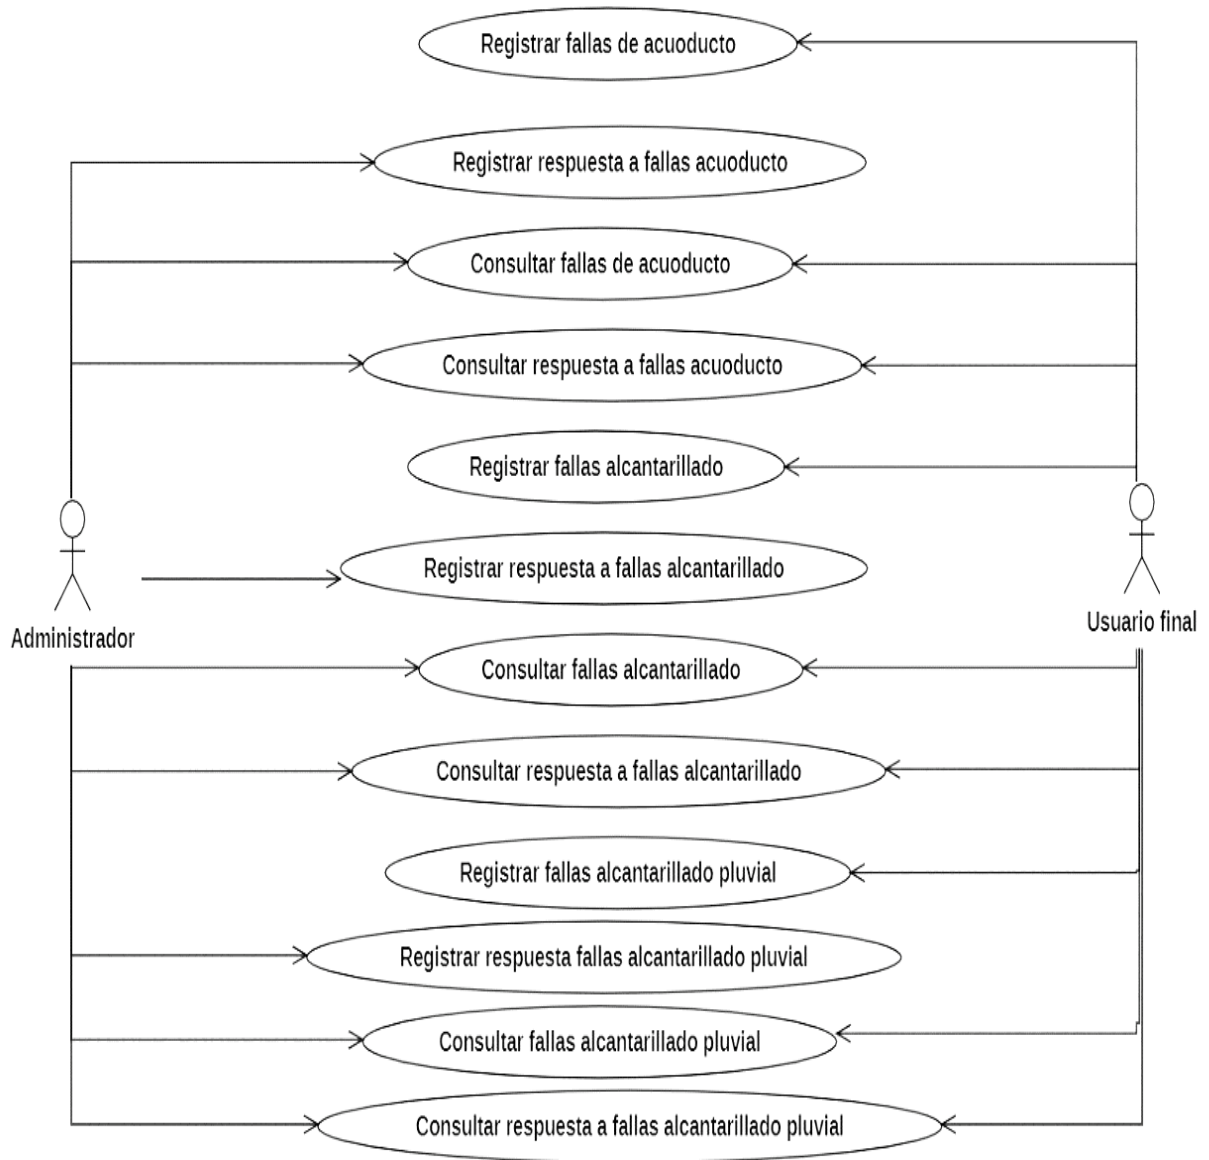 Registrar fallas de acuoducto
Registrar respuesta a fallas acuoducto
Consultar fallas de acuoducto
Consultar respuesta a fallas acuoducto
Registrar fallas alcantarillado
Registrar respuesta a fallas alcantarillado
Administrador
Usuario final
Consultar fallas alcantarillado
Consultar respuesta a fallas alcantarillado
Registrar fallas alcantarillado pluvial
Registrar respuesta fallas alcantarillado pluvial
Consultar fallas alcantarillado pluvial
Consultar respuesta a fallas alcantarillado pluvial